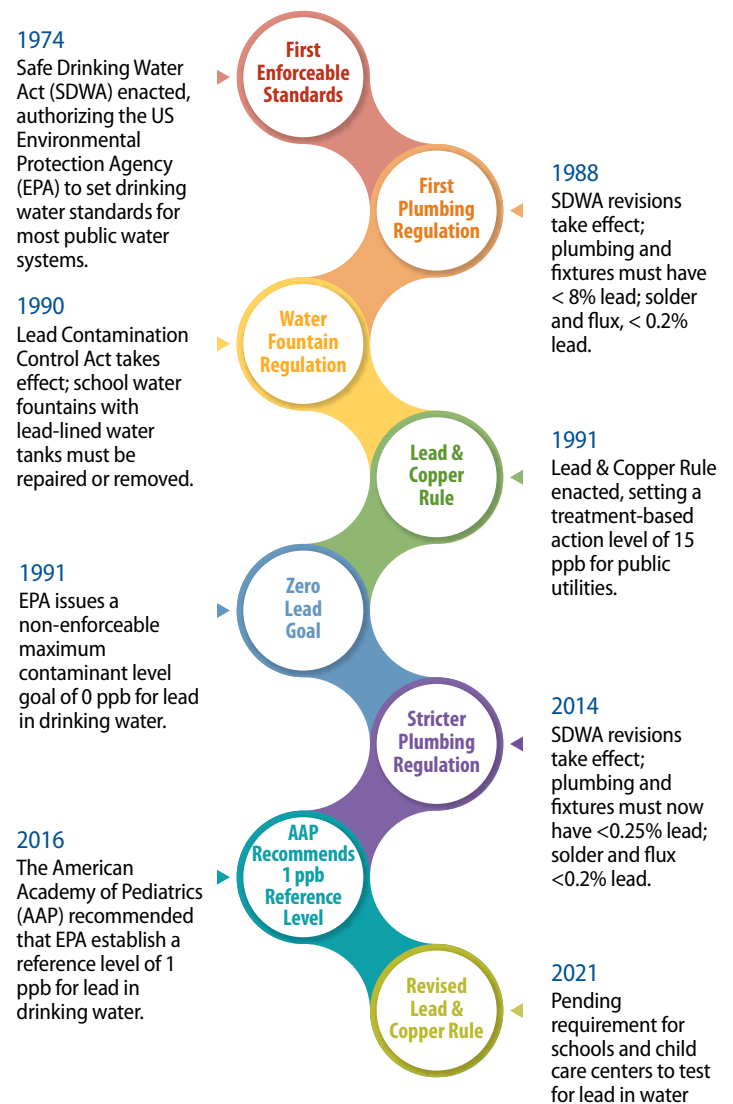 1974
Safe Drinking Water
Act (SDWA) enacted,
authorizing the US
Environmental
Protection Agency
(EPA) to set drinking
water standards for
most public water
systems.
First
Enforceable
Standards
1988
SDWA revisions
take effect;
plumbing and
fixtures must have
< 8% lead; solder
and flux, < 0.2%
lead.
First
Plumbing
Regulation
1990
Lead Contamination
Control Act takes
effect; school water
fountains with
lead-lined water
tanks must be
repaired or removed.
Water
Fountain
Regulation
1991
Lead & Copper Rule
enacted, setting a
treatment-based
action level of 15
ppb for public
utilities.
Lead &
Copper
Rule
1991
EPA issues a
non-enforceable
maximum
contaminant level
goal of 0 ppb for lead
in drinking water.
Zero
Lead
Goal
2014
SDWA revisions
take effect;
plumbing and
fixtures must now
have <0.25% lead;
solder and flux
<0.2% lead.
Stricter
Plumbing
Regulation
2016
The American
Academy of Pediatrics
(AAP) recommended
that EPA establish a
reference level of 1
ppb for lead in
drinking water.
AAP
Recommends
1 ppb
Reference
Level
2021
Pending
requirement for
schools and child
care centers to test
for lead in water
Revised
Lead &
Copper Rule